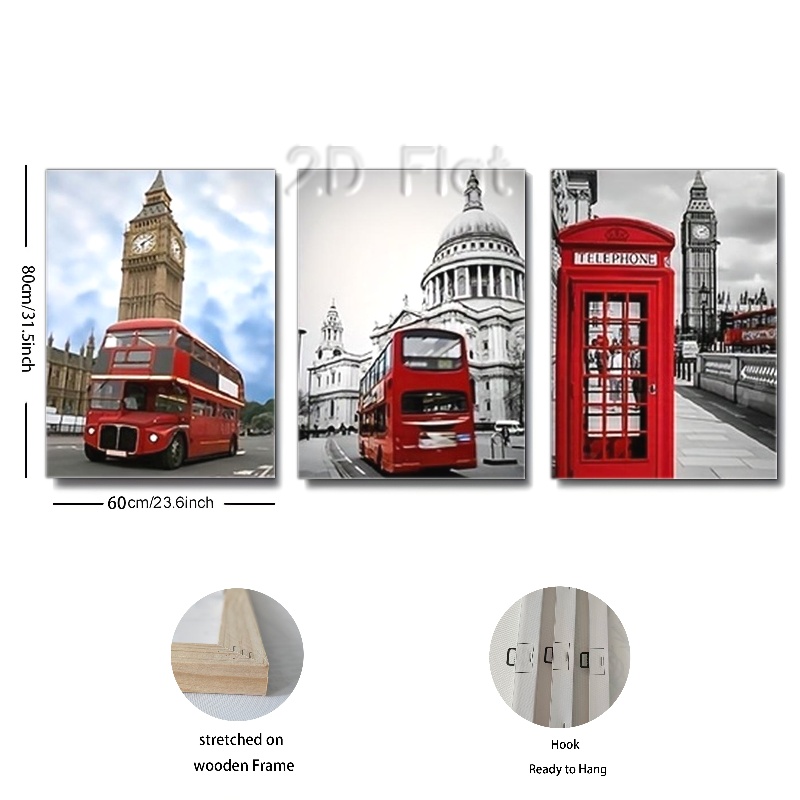 2D Flat
TELEPHONE
80cm/31.5inch
60cm/23.6inch
stretched on
wooden Frame
Hook
Ready to Hang